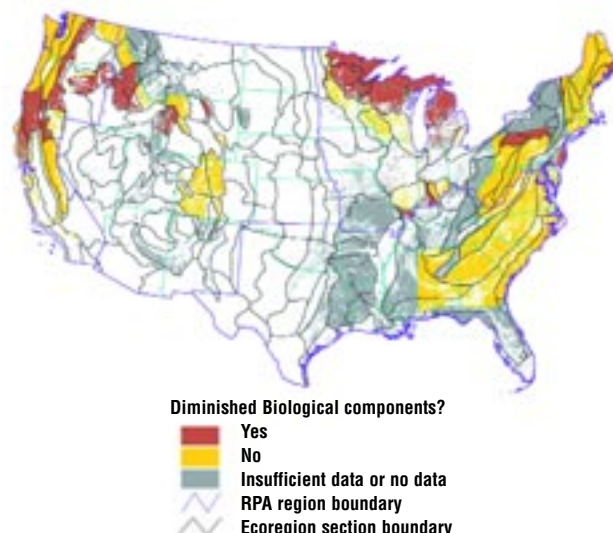 Diminished Biological components?
Yes
No
Insufficient data or no data
RPA region boundary
Ecoregion section boundary